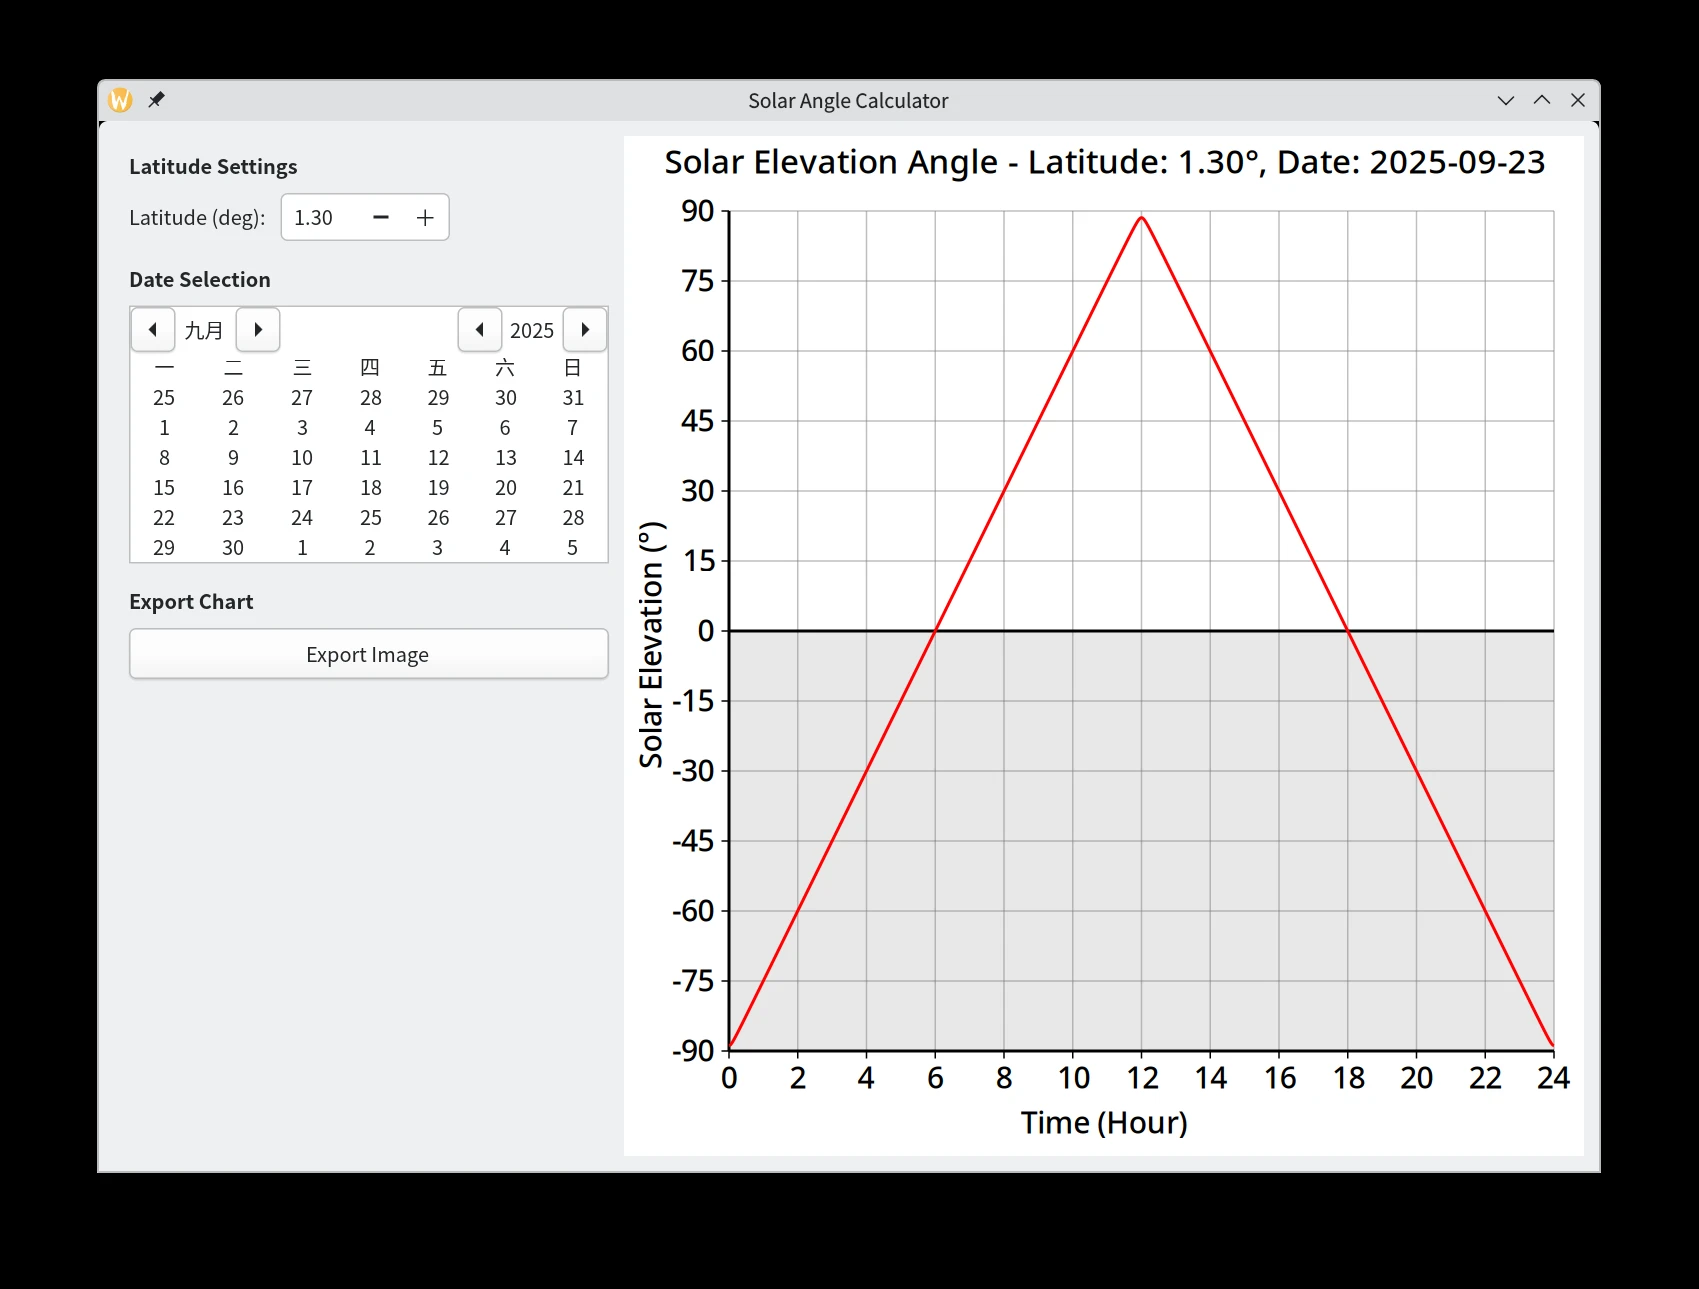 Solar Angle Calculator
Latitude Settings
Latitude (deg): 1.30
Date Selection
九月 2025
一 二 三 四 五 六 日
25 26 27 28 29 30 31
1 2 3 4 5 6 7
8 9 10 11 12 13 14
15 16 17 18 19 20 21
22 23 24 25 26 27 28
29 30 1 2 3 4 5
Export Chart
Export Image
Solar Elevation Angle - Latitude: 1.30°, Date: 2025-09-23
Solar Elevation (°)
90
75
60
45
30
15
0
-15
-30
-45
-60
-75
-90
0 2 4 6 8 10 12 14 16 18 20 22 24
Time (Hour)